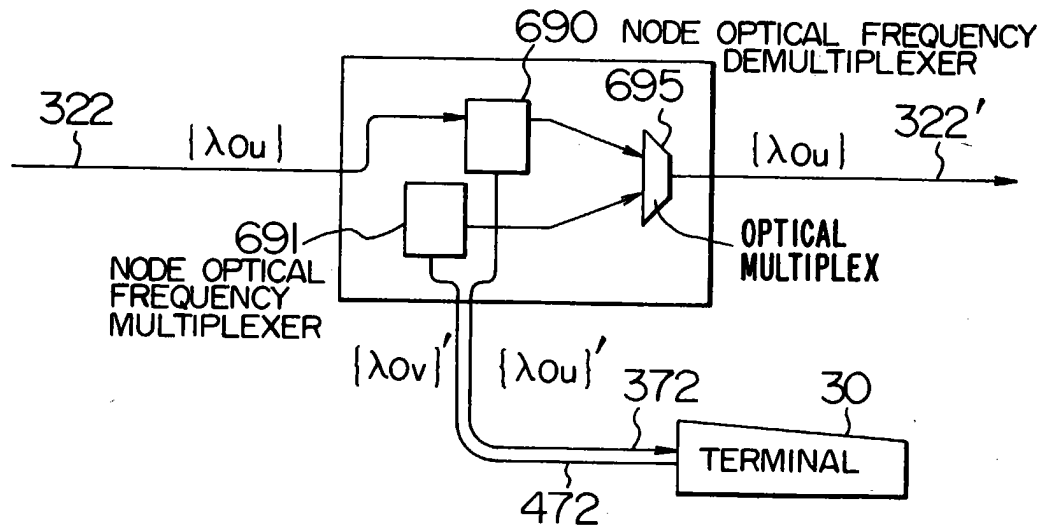 690 NODE OPTICAL FREQUENCY
DEMULTIPLEXER
695
322
{λ0u}
322'
{λ0u}
691
NODE OPTICAL
FREQUENCY
MULTIPLEXER
OPTICAL
MULTIPLEX
{λ0v}'
{λ0u}'
372
30
TERMINAL
472